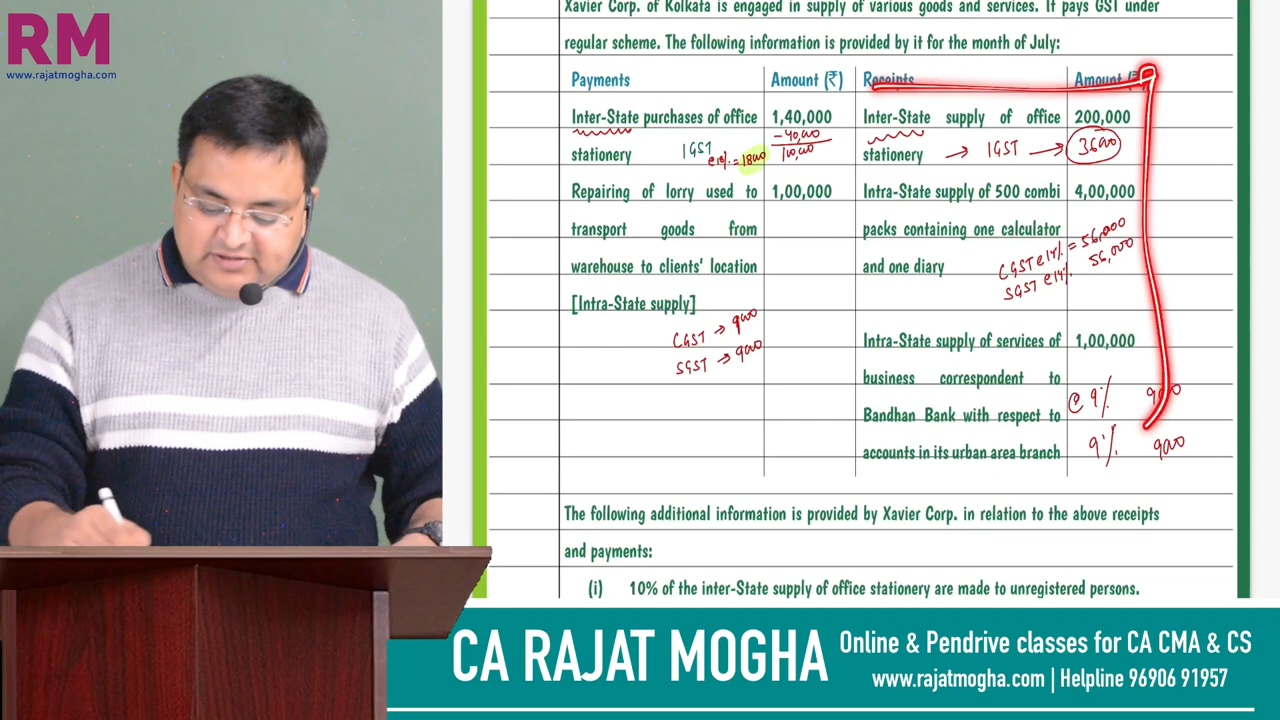 RM
www.rajatmogha.com
Xavier Corp. of Kolkata is engaged in supply of various goods and services. It pays GST under
regular scheme. The following information is provided by it for the month of July:
Payments Amount (₹) Receipts Amount (₹)
Inter-State purchases of office 1,40,000 Inter-State supply of office 200,000
- 40,000
stationery IGST @18% = 18000 1,00,000 stationery → IGST → 36000
Repairing of lorry used to 1,00,000 Intra-State supply of 500 combi 4,00,000
transport goods from packs containing one calculator
CGST @ 14% = 56,000
warehouse to clients' location and one diary
SGST @ 14% 56,000
[Intra-State supply]
CGST → 9000
SGST → 9000
Intra-State supply of services of 1,00,000
business correspondent to
@ 9% 9000
Bandhan Bank with respect to
9% 9000
accounts in its urban area branch
The following additional information is provided by Xavier Corp. in relation to the above receipts
and payments:
(i) 10% of the inter-State supply of office stationery are made to unregistered persons.
CA RAJAT MOGHA
Online & Pendrive classes for CA CMA & CS
www.rajatmogha.com | Helpline 96906 91957